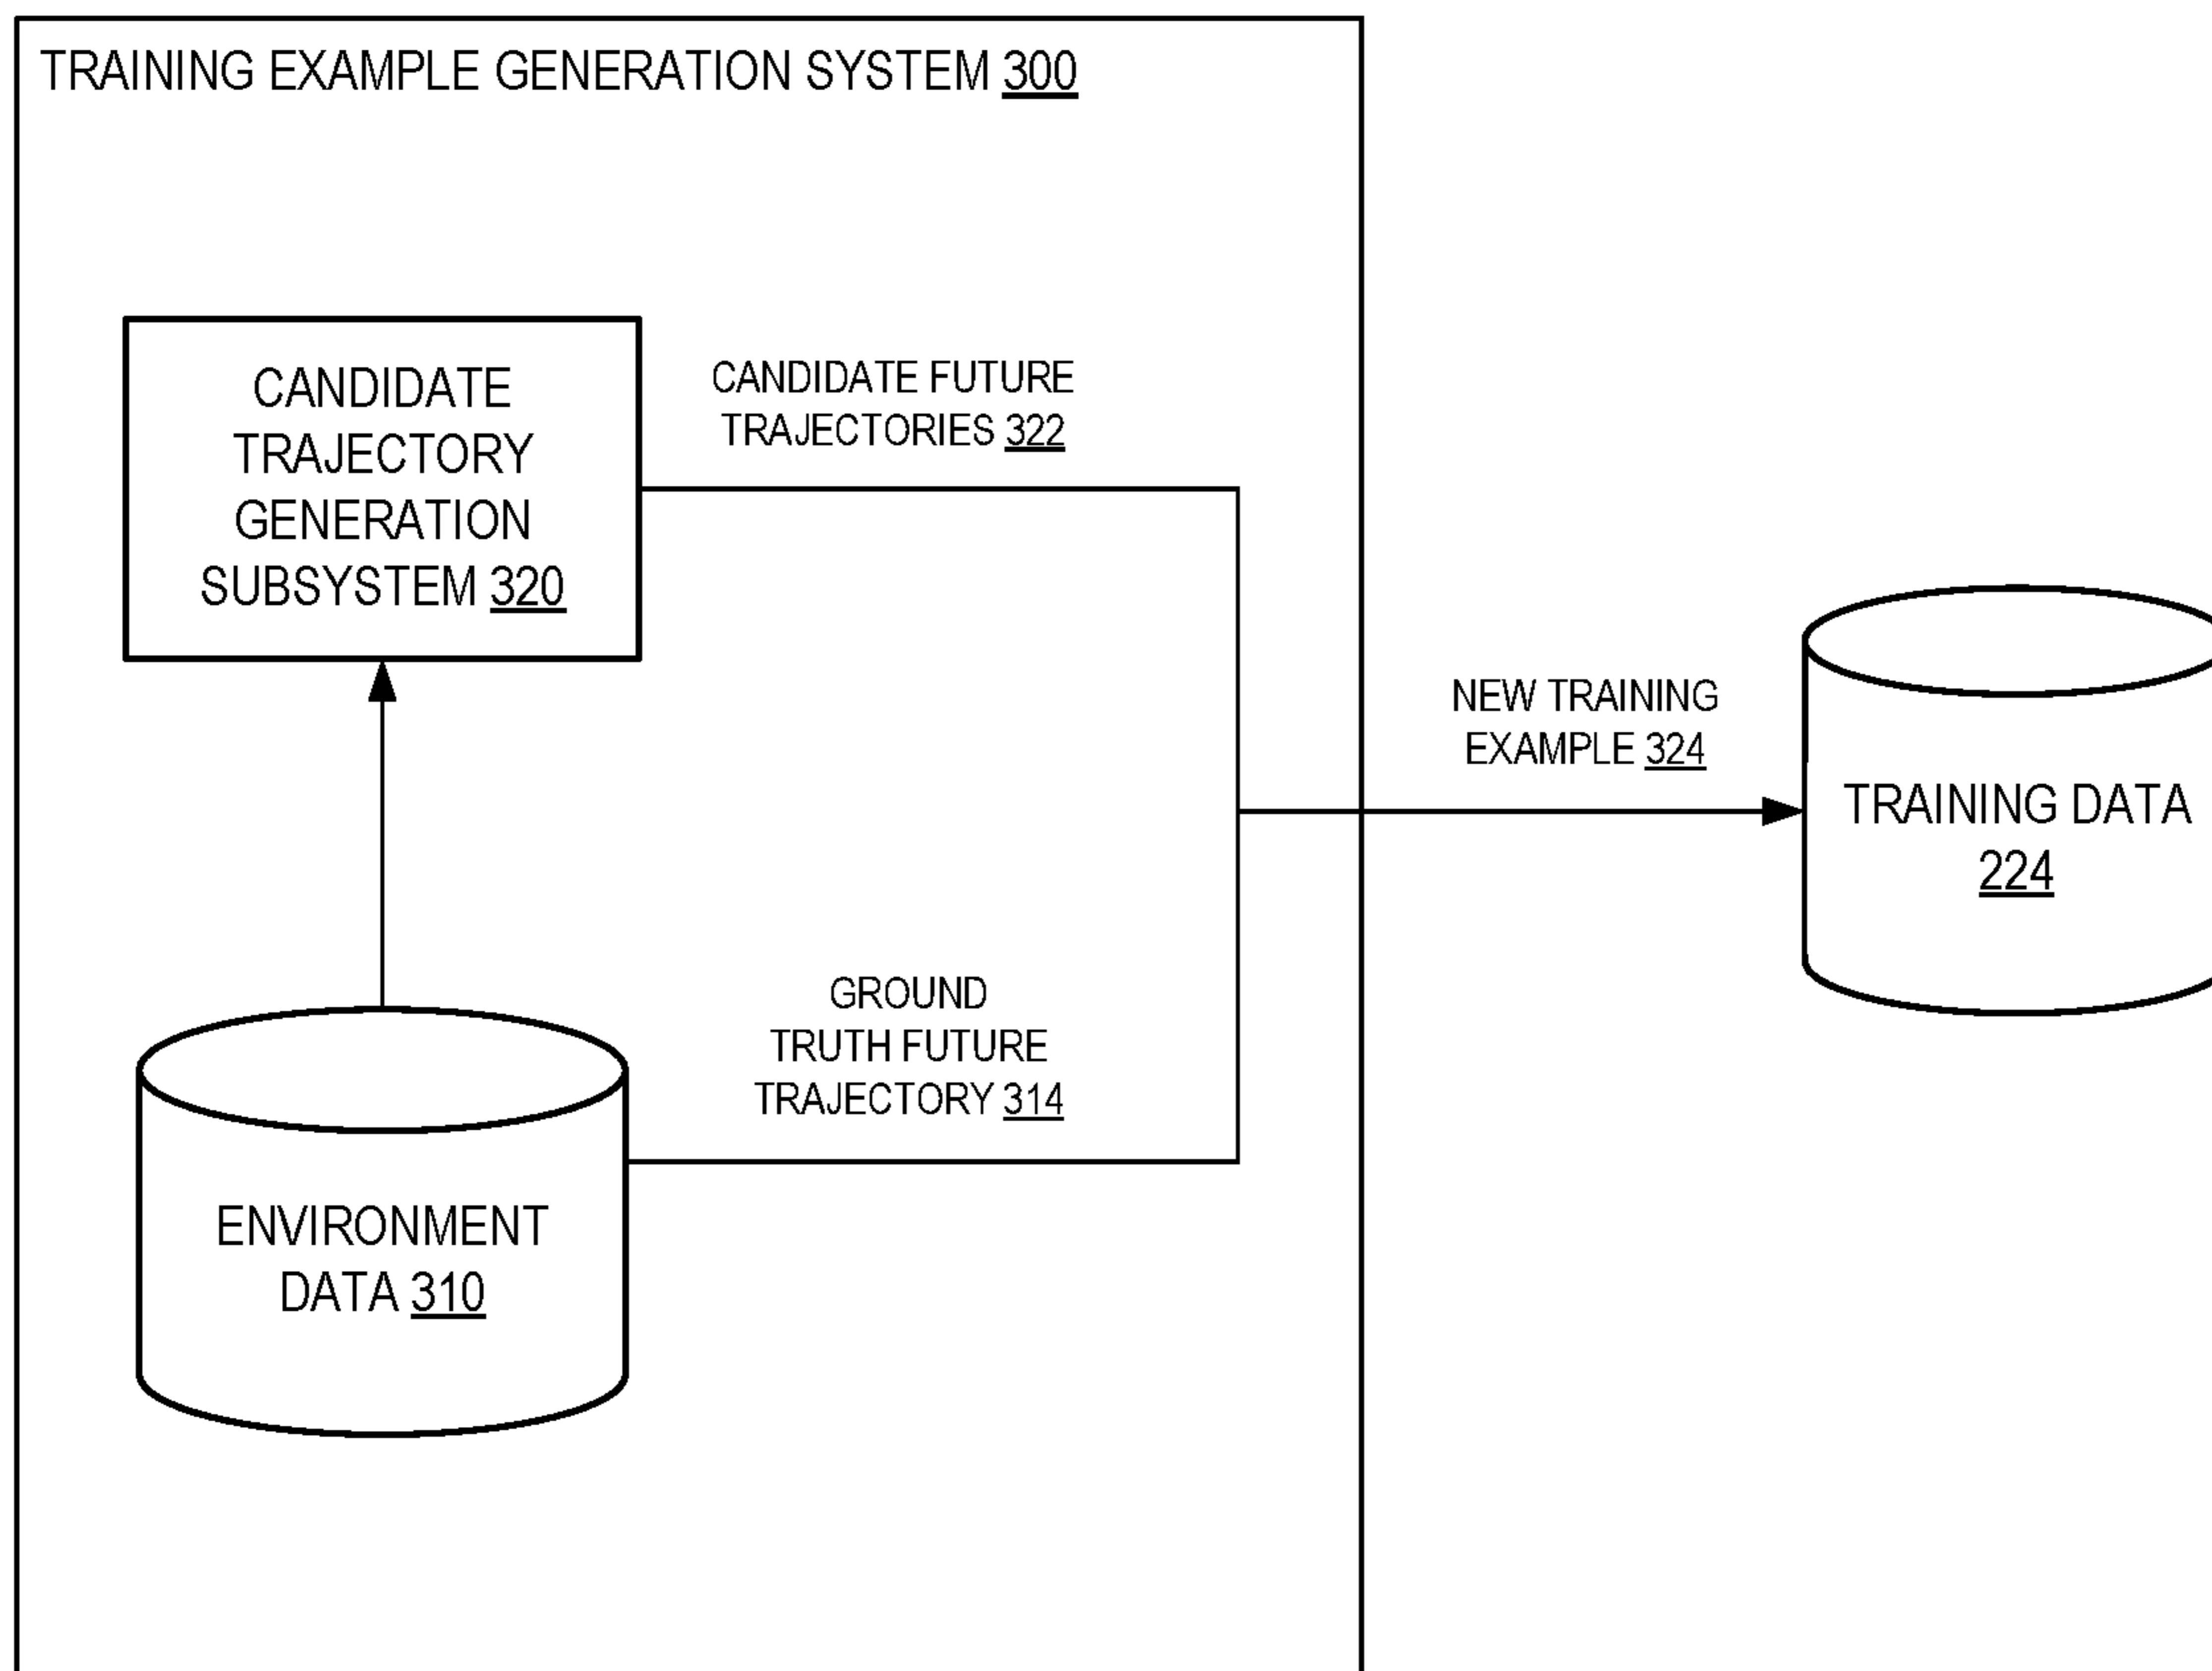 TRAINING EXAMPLE GENERATION SYSTEM 300
CANDIDATE
TRAJECTORY
GENERATION
SUBSYSTEM 320
CANDIDATE FUTURE
TRAJECTORIES 322
NEW TRAINING
EXAMPLE 324
TRAINING DATA
224
GROUND
TRUTH FUTURE
TRAJECTORY 314
ENVIRONMENT
DATA 310